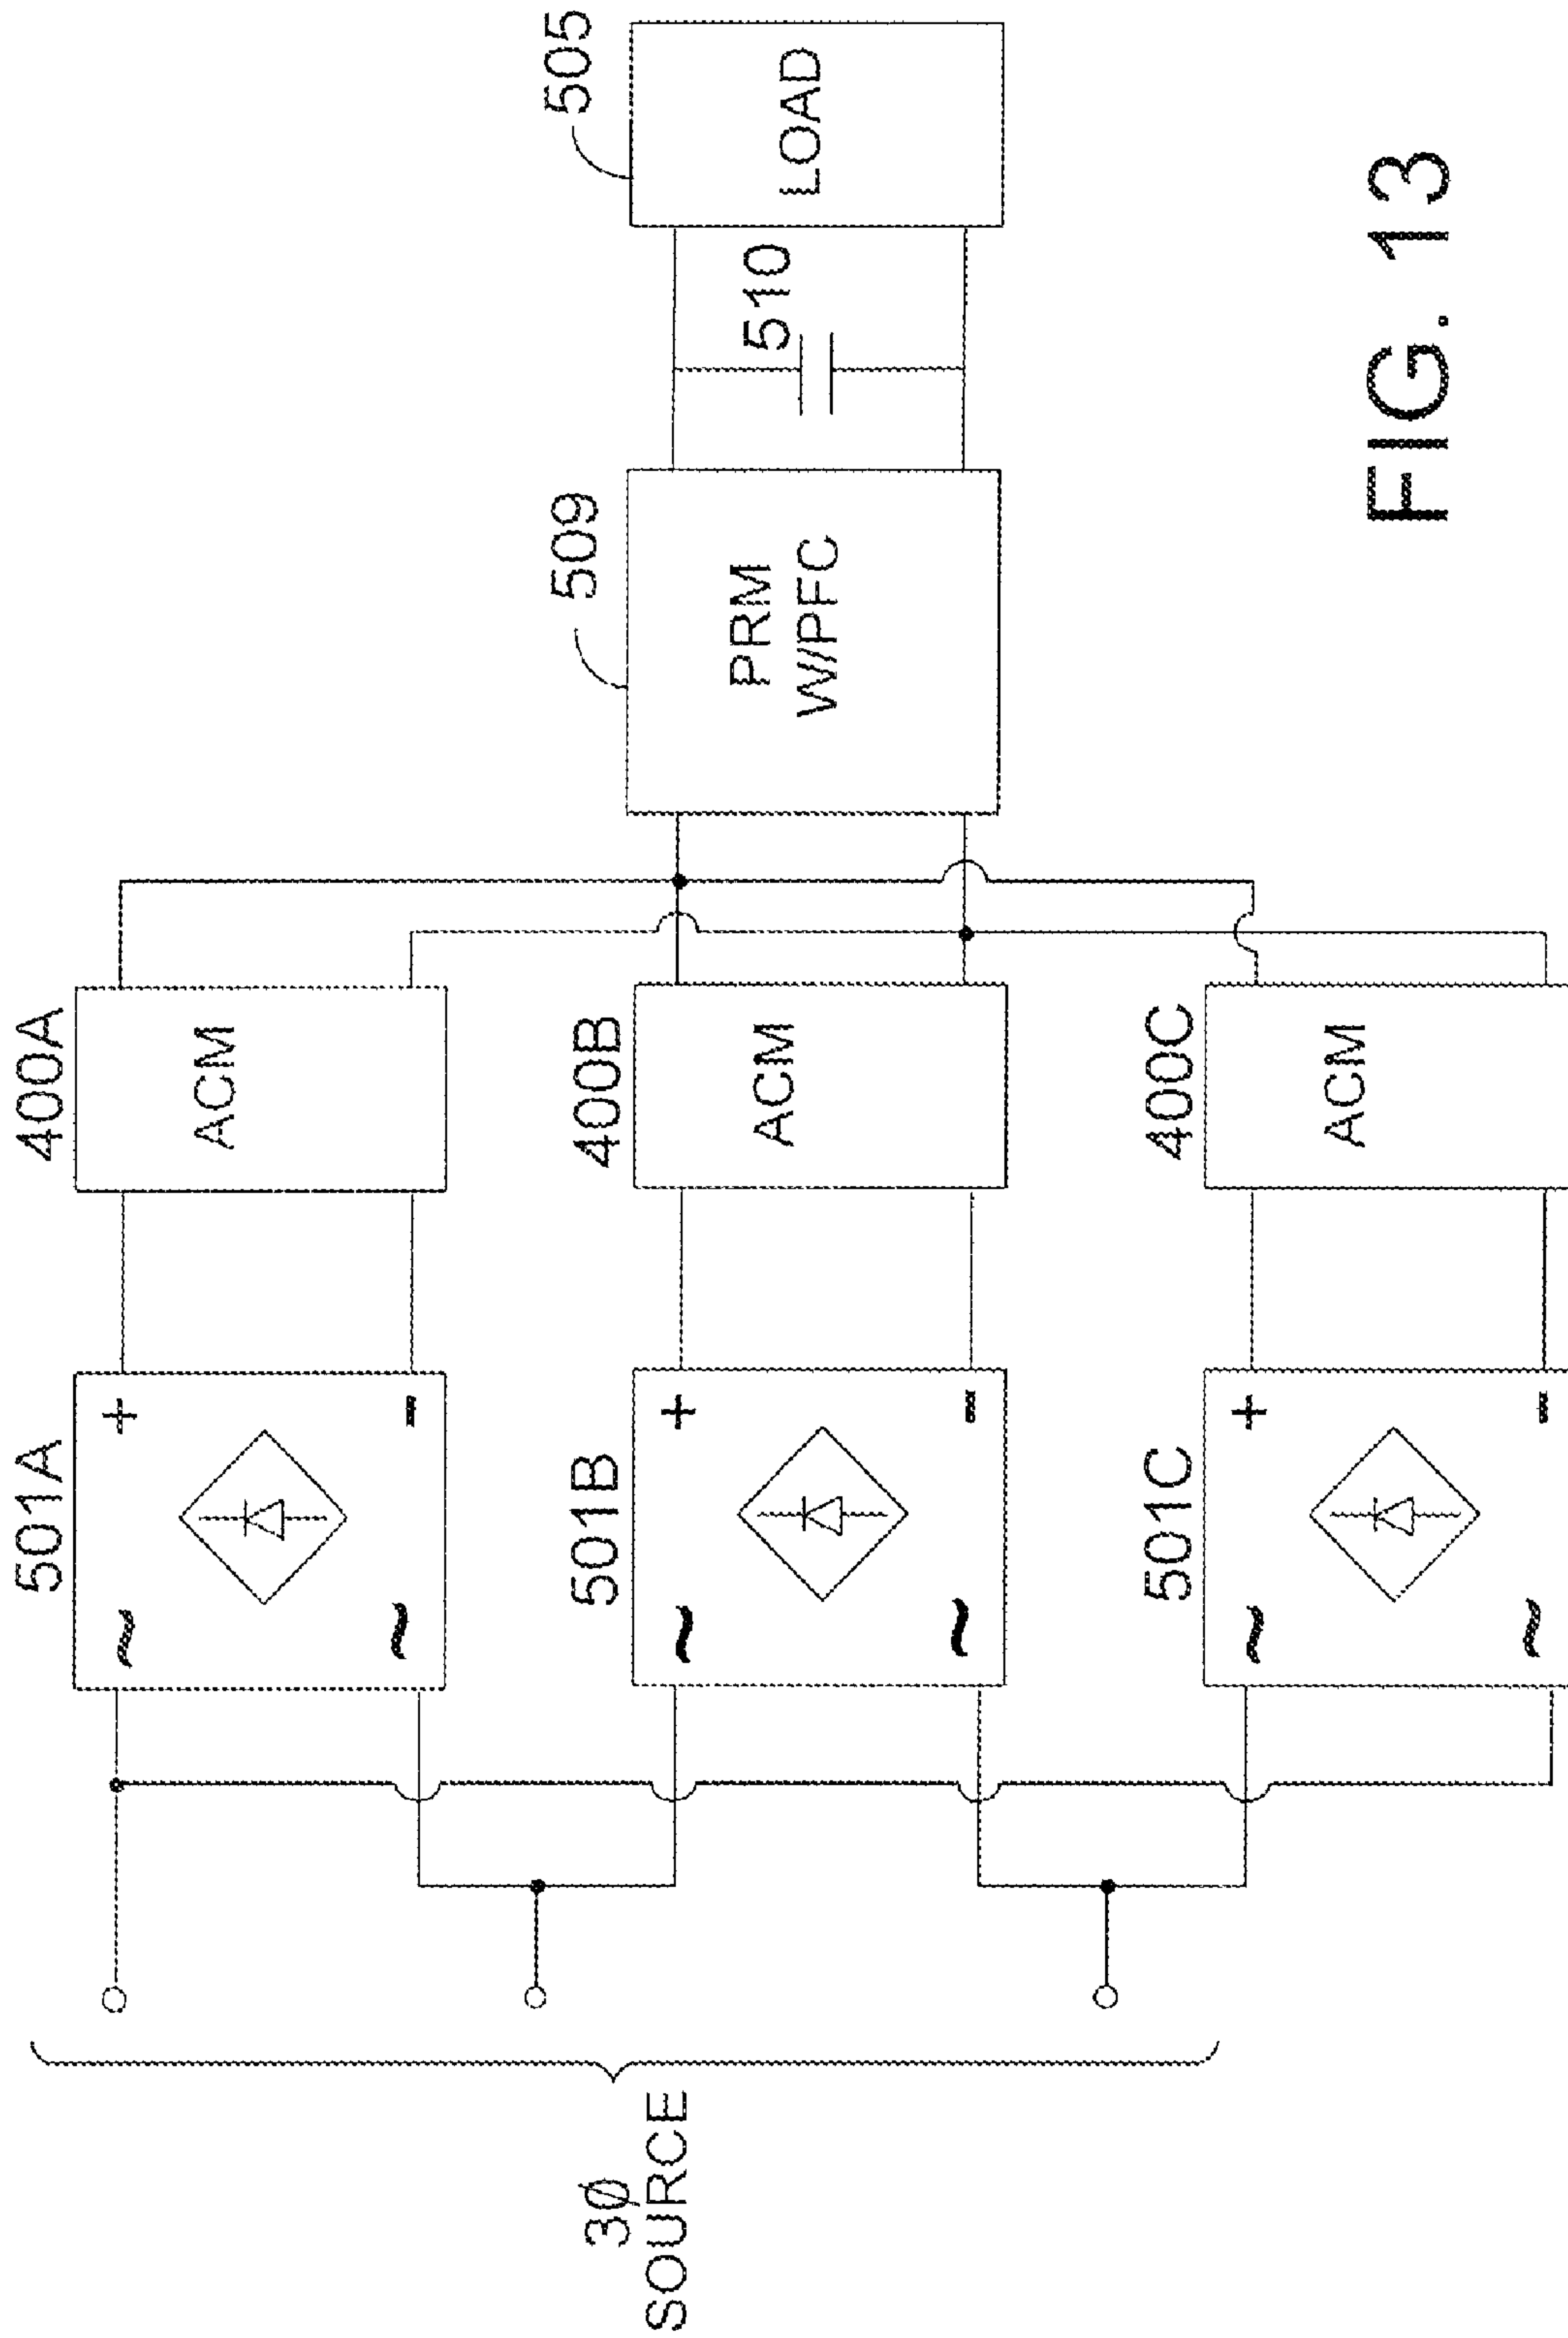 3Ø
SOURCE
501A
~
~
+
-
400A
ACM
501B
~
~
+
-
400B
ACM
501C
~
~
+
-
400C
ACM
509
PRM
W/PFC
510
505
LOAD
FIG. 13